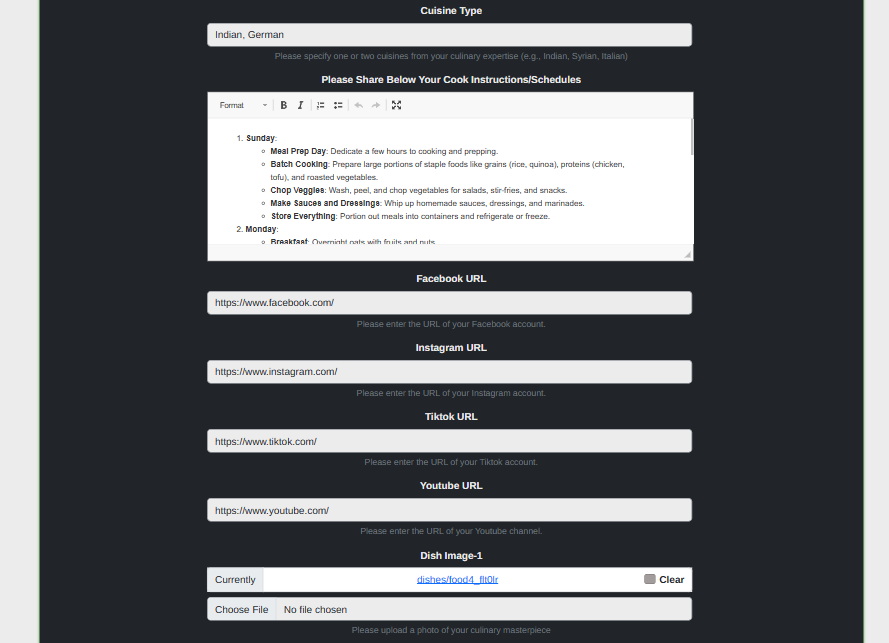 Cuisine Type
Indian, German
Please specify one or two cuisines from your culinary expertise (e.g., Indian, Syrian, Italian)
Please Share Below Your Cook Instructions/Schedules
Format B I
1. Sunday:
Meal Prep Day: Dedicate a few hours to cooking and prepping.
Batch Cooking: Prepare large portions of staple foods like grains (rice, quinoa), proteins (chicken,
tofu), and roasted vegetables.
Chop Veggies: Wash, peel, and chop vegetables for salads, stir-fries, and snacks.
Make Sauces and Dressings: Whip up homemade sauces, dressings, and marinades.
Store Everything: Portion out meals into containers and refrigerate or freeze.
2. Monday:
Breakfast: Overnight oats with fruits and nuts.
Facebook URL
https://www.facebook.com/
Please enter the URL of your Facebook account.
Instagram URL
https://www.instagram.com/
Please enter the URL of your Instagram account.
Tiktok URL
https://www.tiktok.com/
Please enter the URL of your Tiktok account.
Youtube URL
https://www.youtube.com/
Please enter the URL of your Youtube channel.
Dish Image-1
Currently dishes/food4_flt0lr Clear
Choose File No file chosen
Please upload a photo of your culinary masterpiece